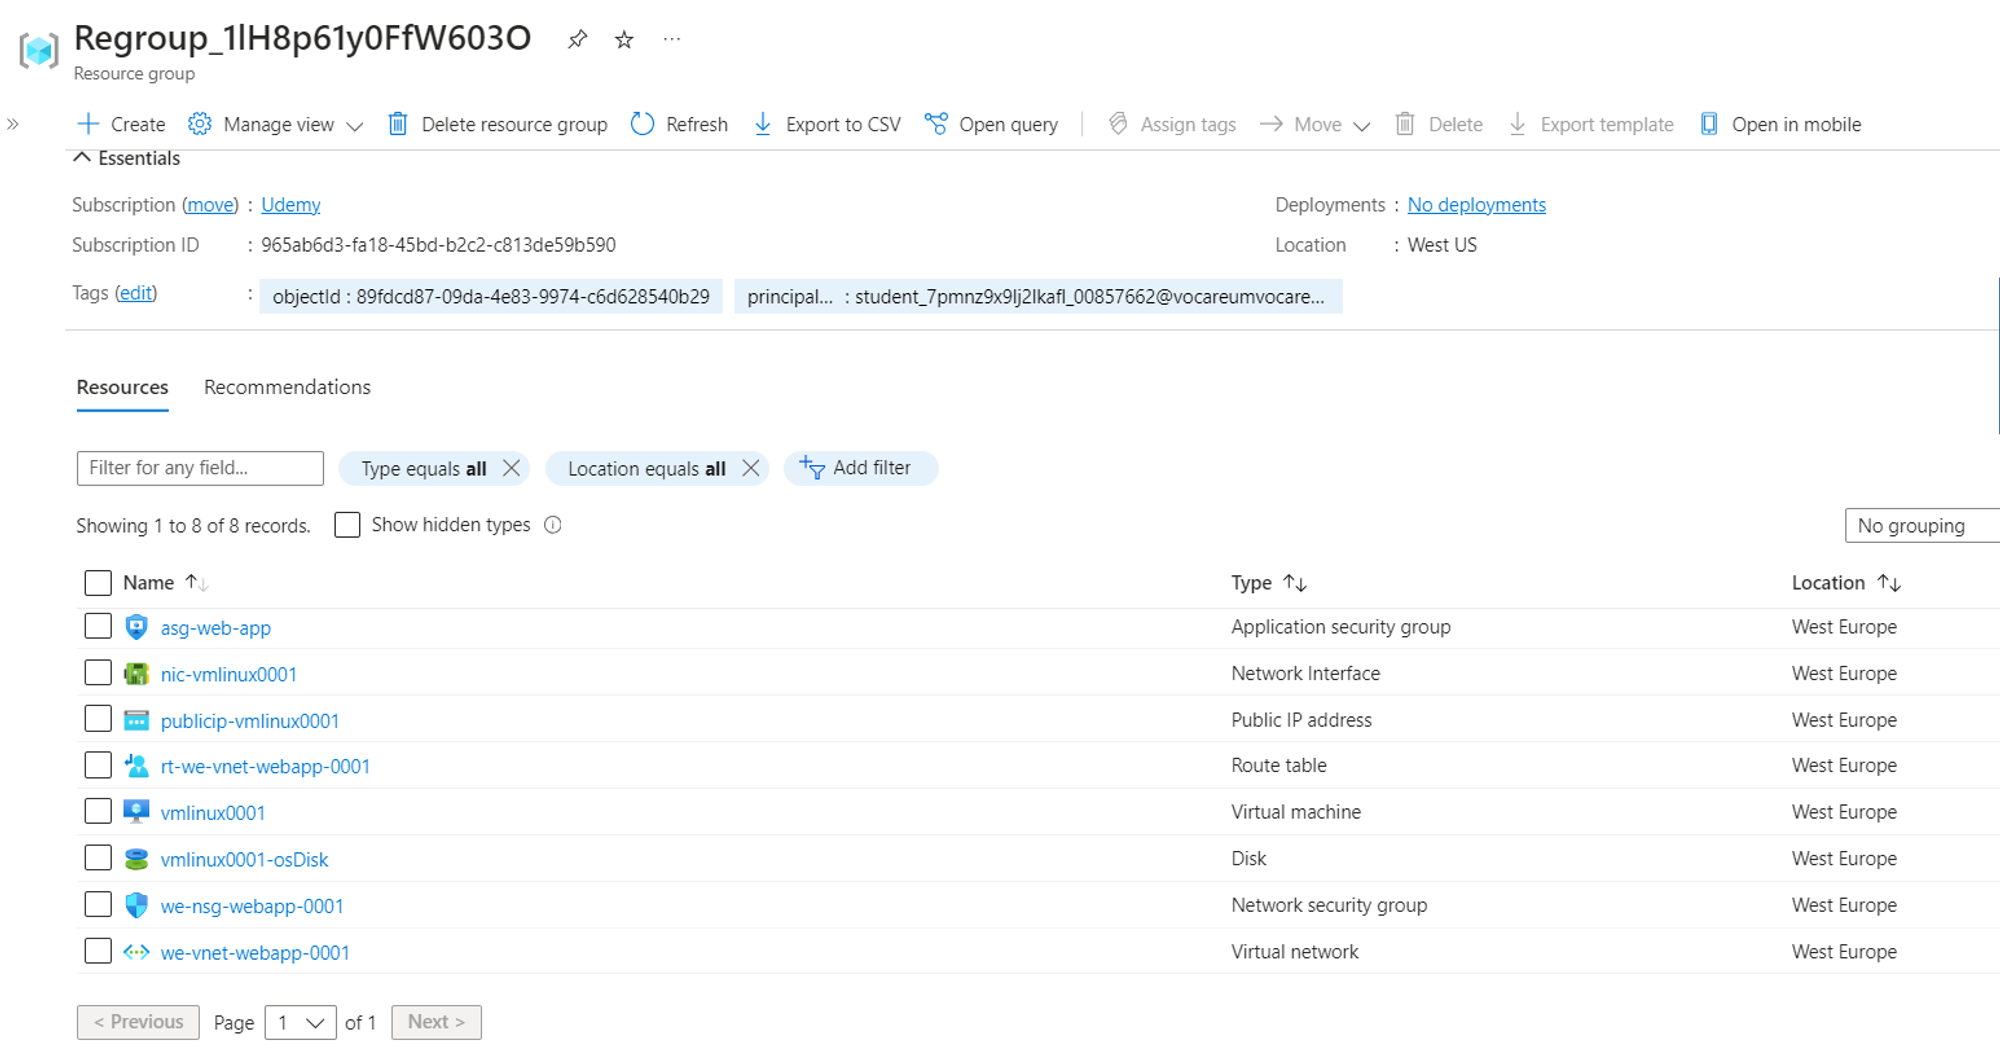 Regroup_1lH8p61y0FfW603O
Resource group
Create Manage view Delete resource group Refresh Export to CSV Open query Assign tags Move Delete Export template Open in mobile
Essentials
Subscription (move) : Udemy Deployments : No deployments
Subscription ID : 965ab6d3-fa18-45bd-b2c2-c813de59b590 Location : West US
Tags (edit) : objectId : 89fdcd87-09da-4e83-9974-c6d628540b29 principal... : student_7pmnz9x9lj2lkafl_00857662@vocareumvocare...
Resources Recommendations
Filter for any field... Type equals all Location equals all Add filter
Showing 1 to 8 of 8 records. Show hidden types No grouping
Name Type Location
asg-web-app Application security group West Europe
nic-vmlinux0001 Network Interface West Europe
publicip-vmlinux0001 Public IP address West Europe
rt-we-vnet-webapp-0001 Route table West Europe
vmlinux0001 Virtual machine West Europe
vmlinux0001-osDisk Disk West Europe
we-nsg-webapp-0001 Network security group West Europe
we-vnet-webapp-0001 Virtual network West Europe
< Previous Page 1 of 1 Next >